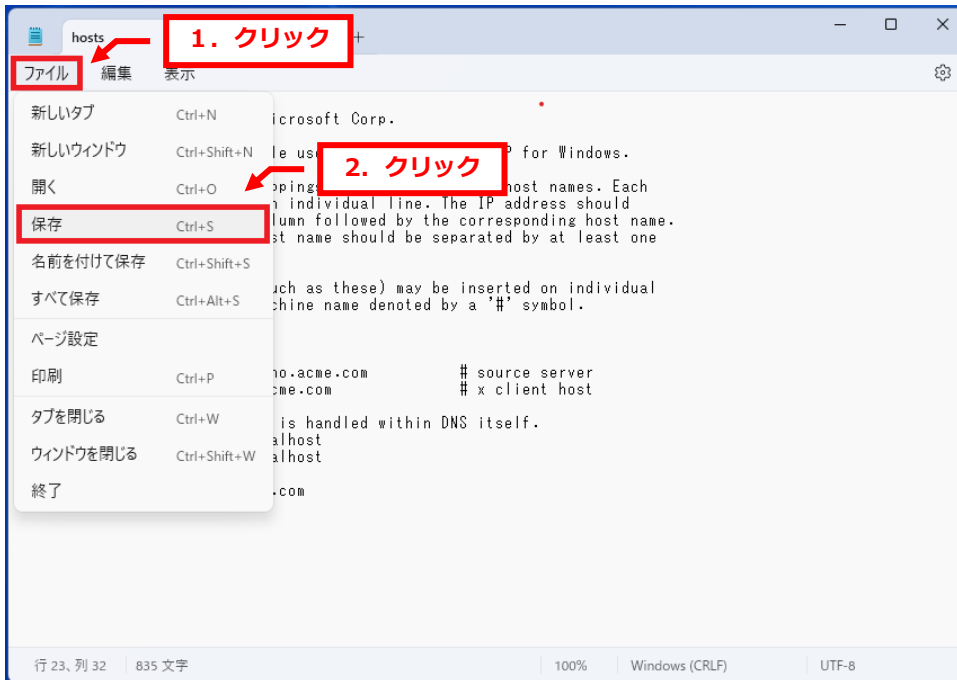 hosts
1. クリック
+
ファイル 編集 表示
新しいタブ Ctrl+N
icrosoft Corp.
新しいウィンドウ Ctrl+Shift+N
le us
P for Windows.
2. クリック
開く Ctrl+O
ppings
host names. Each
individual line. The IP address should
保存 Ctrl+S
lumn followed by the corresponding host name.
st name should be separated by at least one
名前を付けて保存 Ctrl+Shift+S
uch as these) may be inserted on individual
すべて保存 Ctrl+Alt+S
chine name denoted by a '#' symbol.
ページ設定
印刷 Ctrl+P
no.acme.com # source server
cme.com # x client host
タブを閉じる Ctrl+W
is handled within DNS itself.
alhost
ウィンドウを閉じる Ctrl+Shift+W
alhost
終了
.com
行 23、列 32 835 文字 100% Windows (CRLF) UTF-8